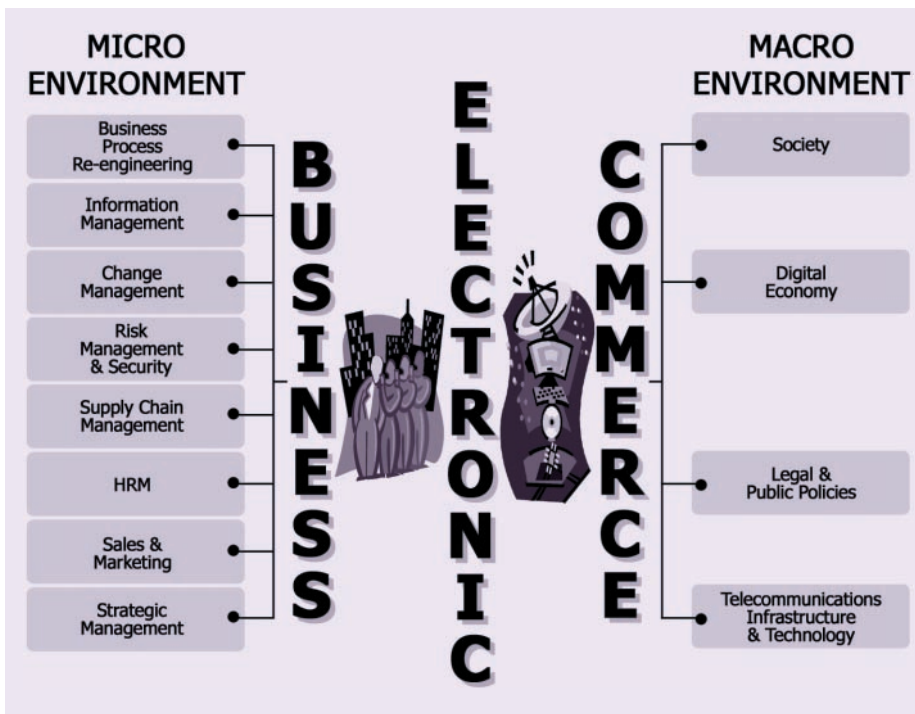 MICRO
ENVIRONMENT
Business
Process
Re-engineering
Information
Management
Change
Management
Risk
Management
& Security
Supply Chain
Management
HRM
Sales &
Marketing
Strategic
Management
BUSINESS
ELECTRONIC
COMMERCE
MACRO
ENVIRONMENT
Society
Digital
Economy
Legal &
Public Policies
Telecommunications
Infrastructure
& Technology